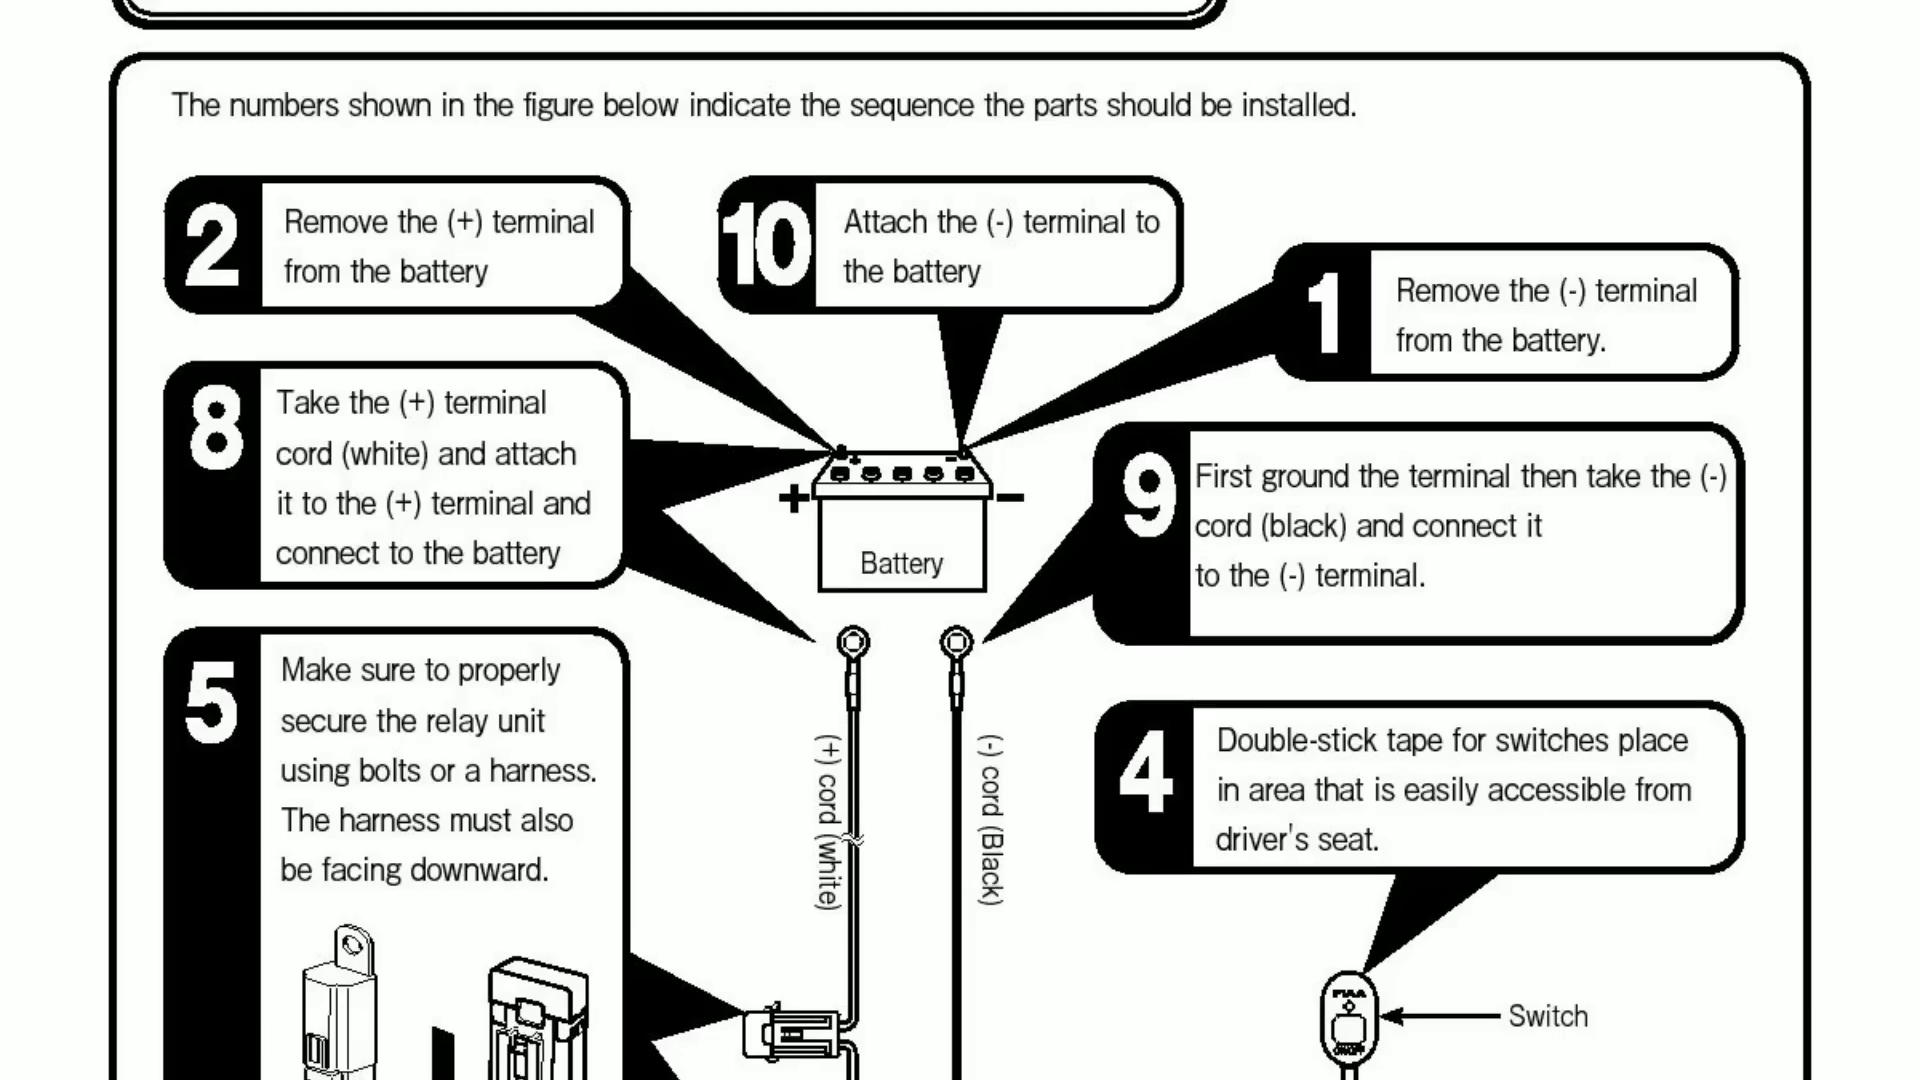 The numbers shown in the figure below indicate the sequence the parts should be installed.
2
Remove the (+) terminal
from the battery
10
Attach the (-) terminal to
the battery
1
Remove the (-) terminal
from the battery.
8
Take the (+) terminal
cord (white) and attach
it to the (+) terminal and
connect to the battery
+ -
+ −
Battery
9
First ground the terminal then take the (-)
cord (black) and connect it
to the (-) terminal.
5
Make sure to properly
secure the relay unit
using bolts or a harness.
The harness must also
be facing downward.
(+) cord (white)
(-) cord (Black)
4
Double-stick tape for switches place
in area that is easily accessible from
driver's seat.
PIAA
Switch